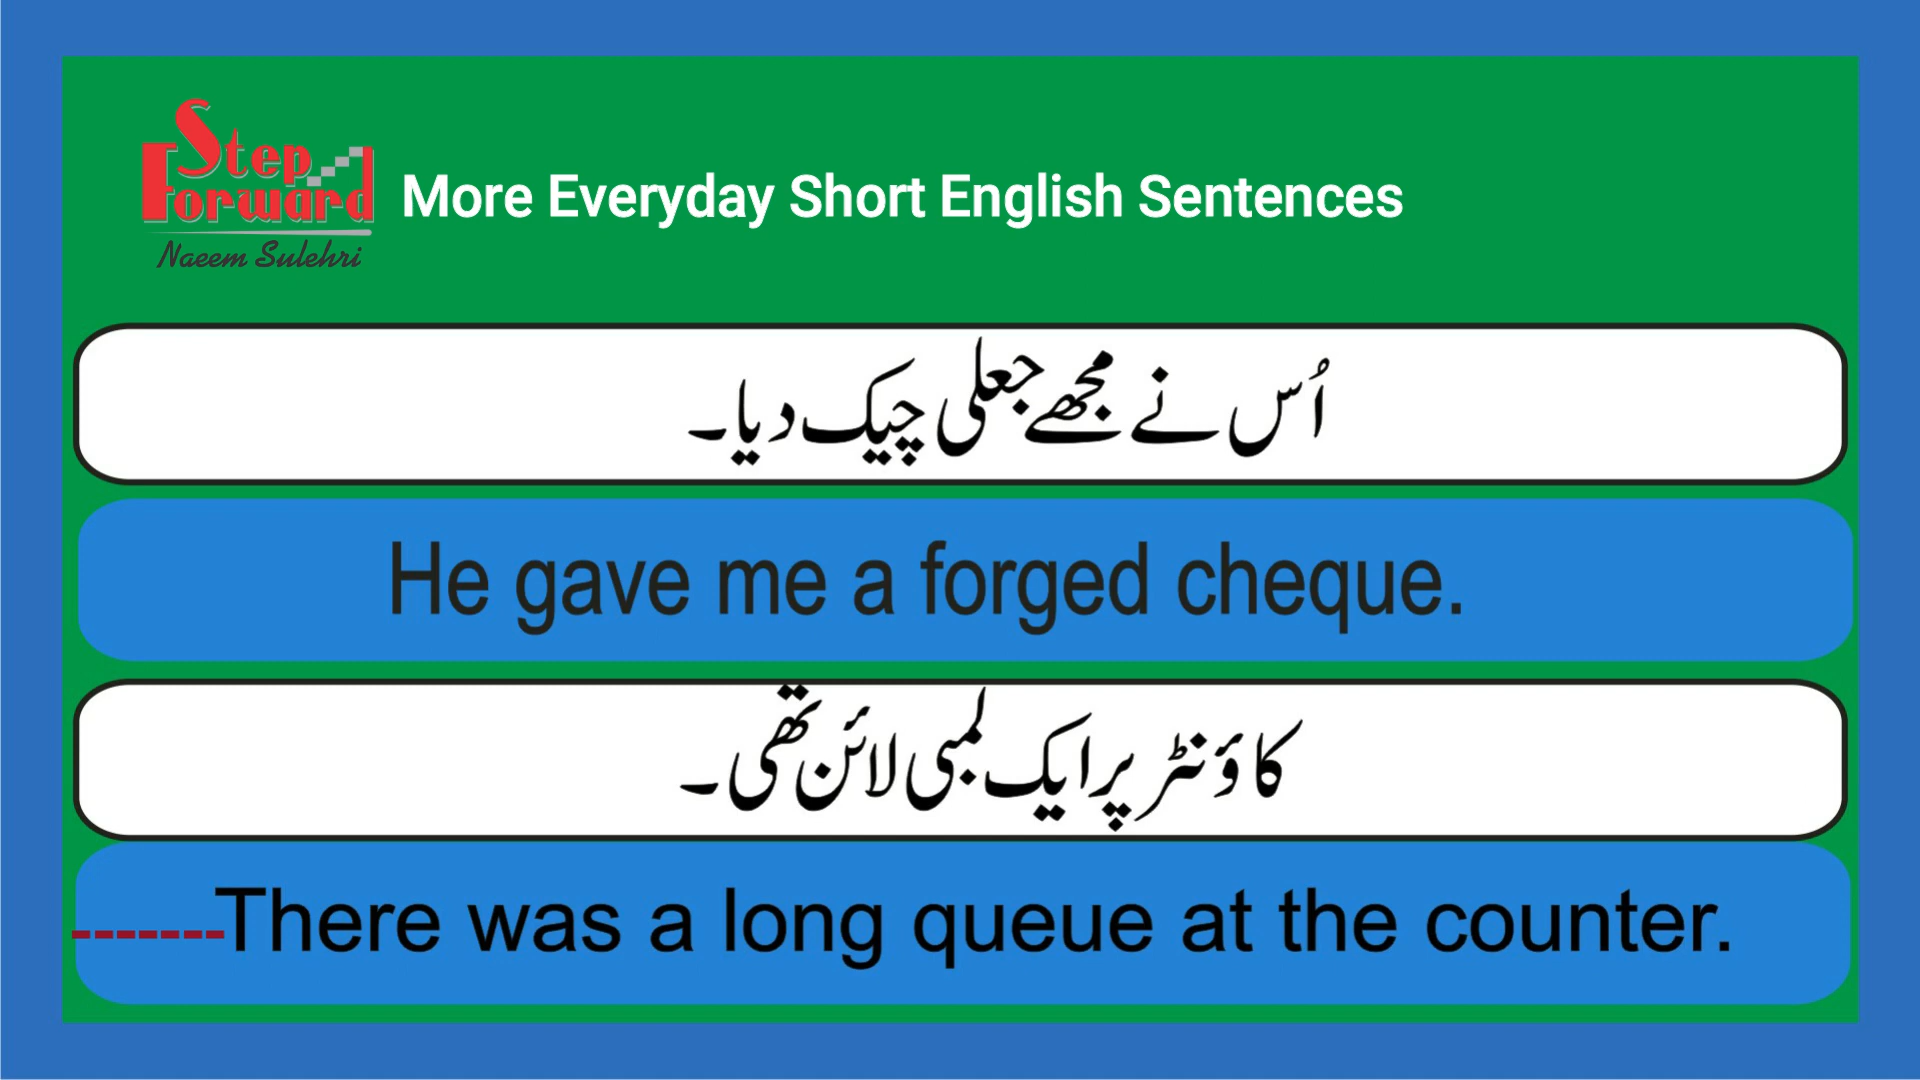 Step
Forward
Naeem Sulehri
More Everyday Short English Sentences
اُس نے مجھے جعلی چیک دیا۔
He gave me a forged cheque.
کاؤنٹر پر ایک لمبی لائن تھی۔
There was a long queue at the counter.